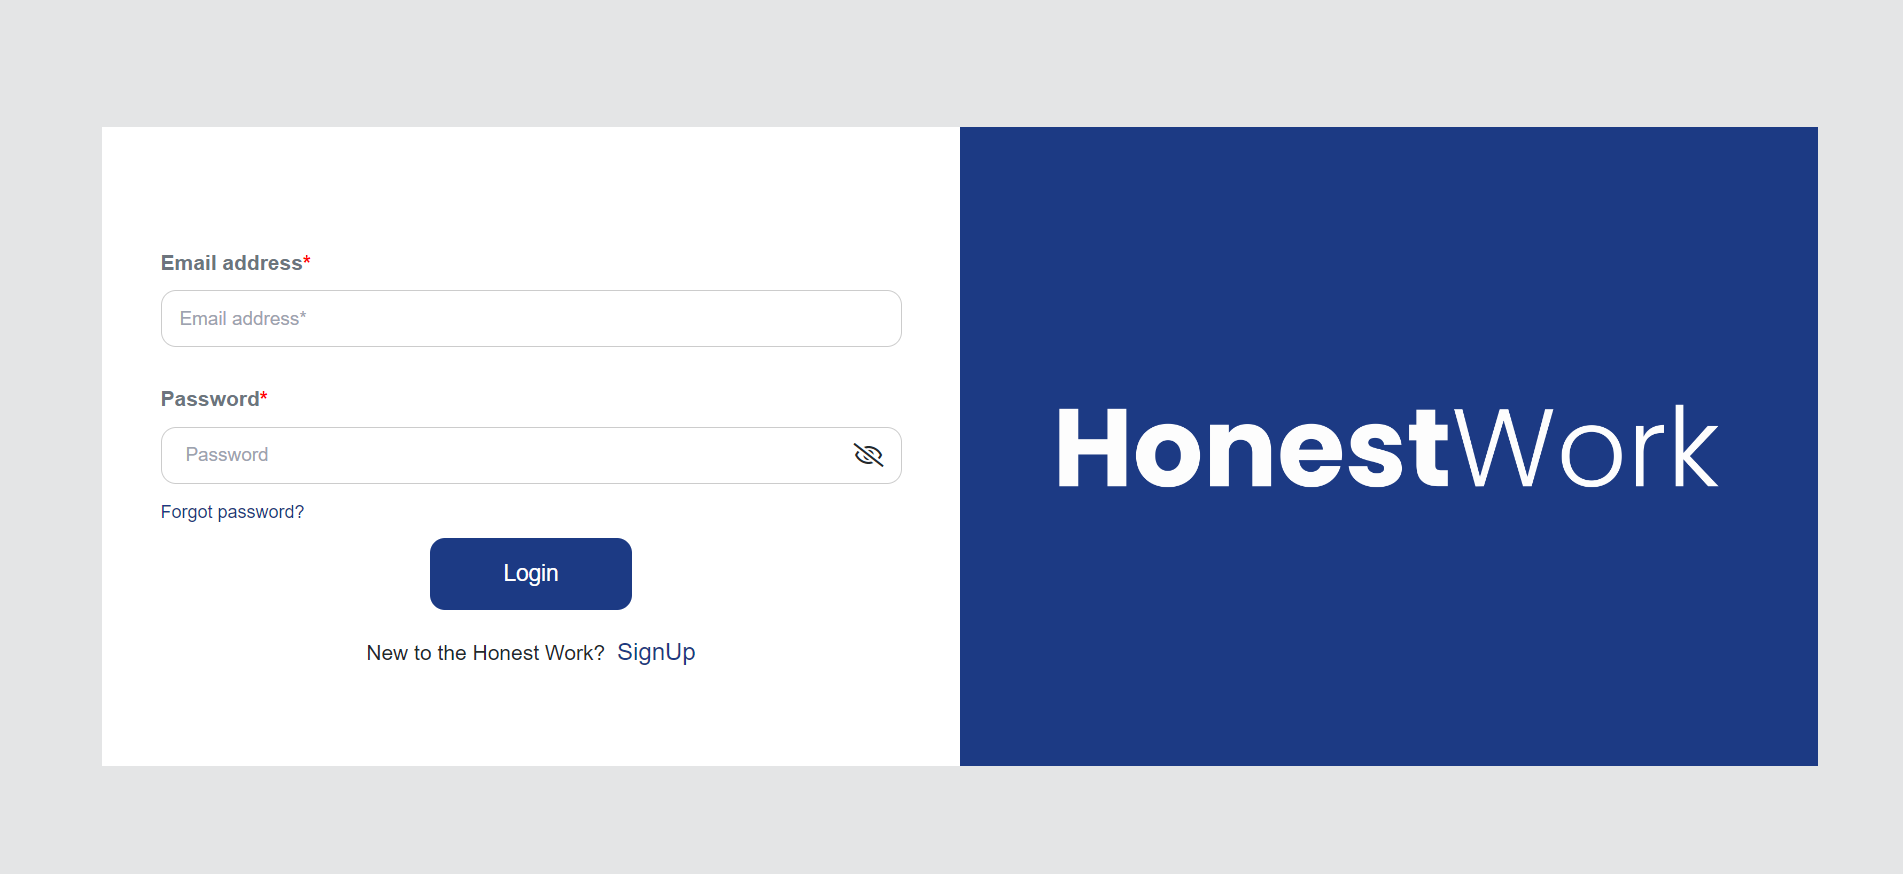 Email address*
Email address*
Password*
Password
Forgot password?
Login
New to the Honest Work? SignUp
HonestWork